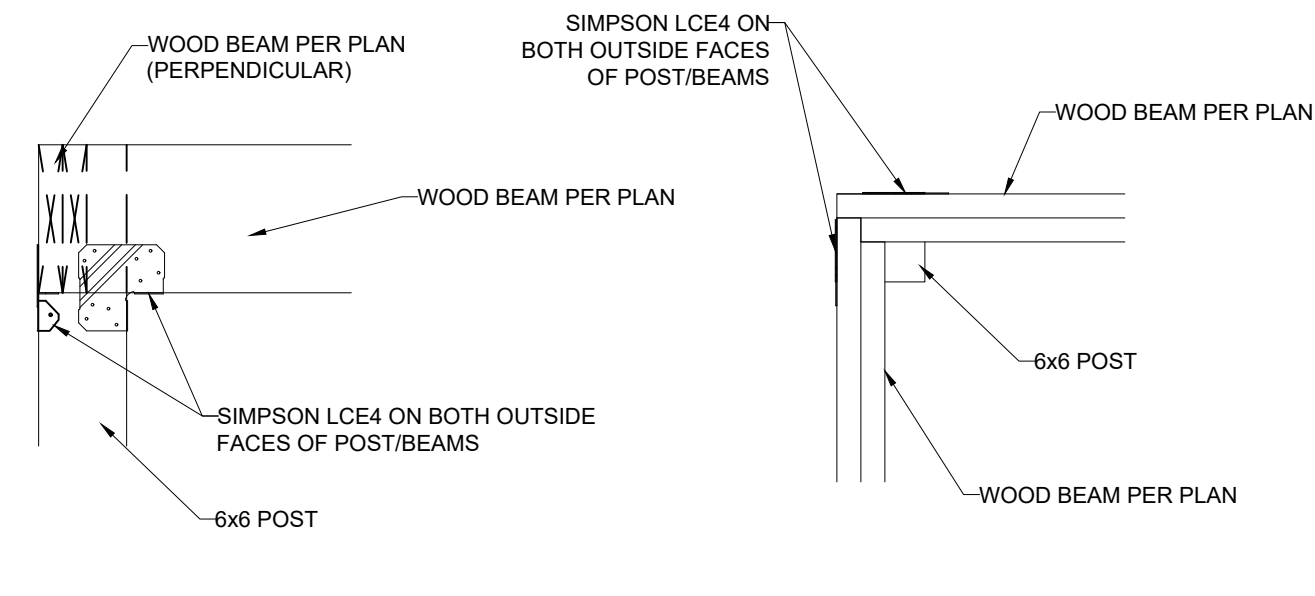 WOOD BEAM PER PLAN
(PERPENDICULAR)
WOOD BEAM PER PLAN
SIMPSON LCE4 ON BOTH OUTSIDE
FACES OF POST/BEAMS
6x6 POST
SIMPSON LCE4 ON
BOTH OUTSIDE FACES
OF POST/BEAMS
WOOD BEAM PER PLAN
6x6 POST
WOOD BEAM PER PLAN